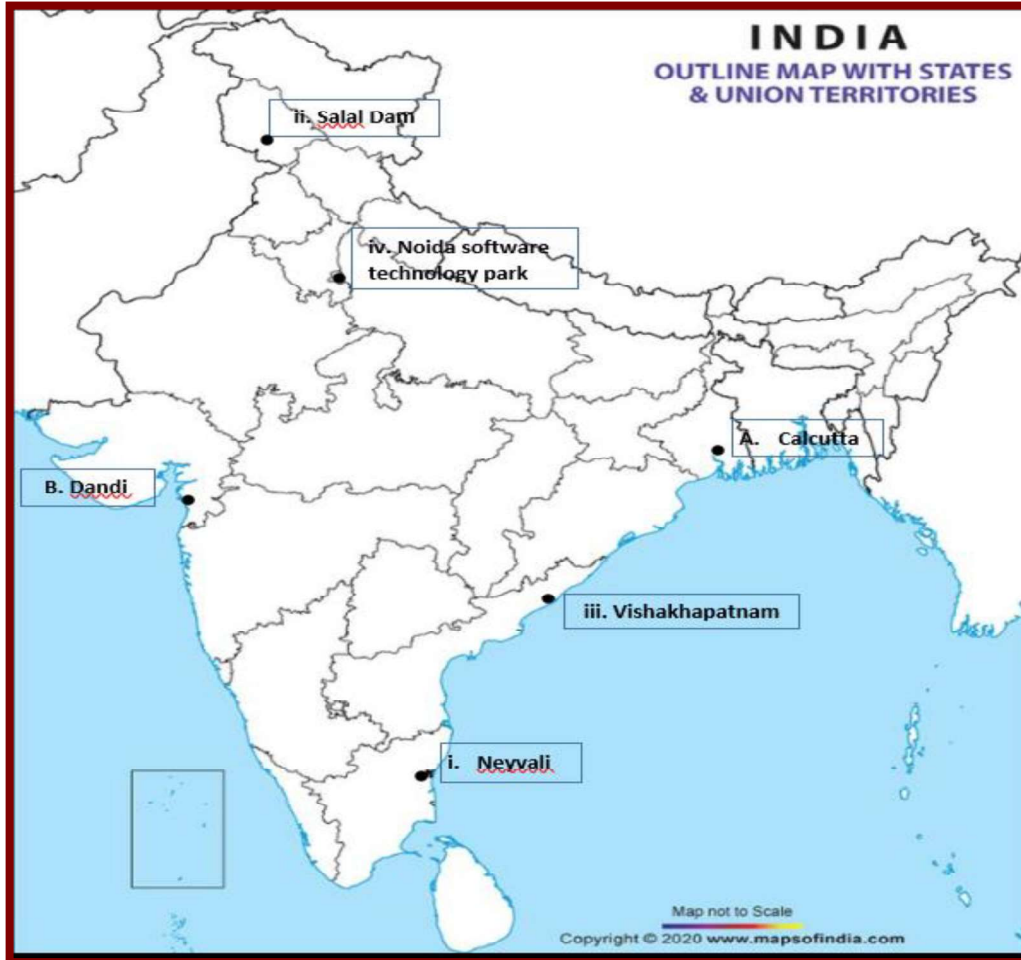 INDIA
OUTLINE MAP WITH STATES
& UNION TERRITORIES
ii. Salal Dam
iv. Noida software
technology park
A. Calcutta
B. Dandi
iii. Vishakhapatnam
i. Neyvali
Map not to Scale
Copyright © 2020 www.mapsofindia.com